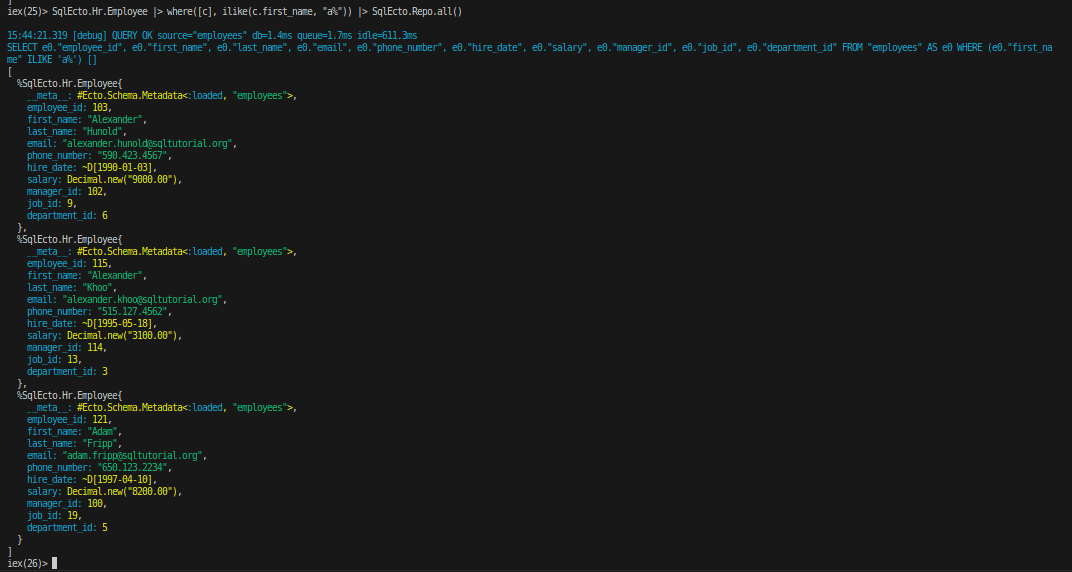 ]
iex(25)> SqlEcto.Hr.Employee |> where([c], ilike(c.first_name, "a%")) |> SqlEcto.Repo.all()
15:44:21.319 [debug] QUERY OK source="employees" db=1.4ms queue=1.7ms idle=611.3ms
SELECT e0."employee_id", e0."first_name", e0."last_name", e0."email", e0."phone_number", e0."hire_date", e0."salary", e0."manager_id", e0."job_id", e0."department_id" FROM "employees" AS e0 WHERE (e0."first_na
me" ILIKE 'a%') []
[
  %SqlEcto.Hr.Employee{
    __meta__: #Ecto.Schema.Metadata<:loaded, "employees">,
    employee_id: 103,
    first_name: "Alexander",
    last_name: "Hunold",
    email: "alexander.hunold@sqltutorial.org",
    phone_number: "590.423.4567",
    hire_date: ~D[1990-01-03],
    salary: Decimal.new("9000.00"),
    manager_id: 102,
    job_id: 9,
    department_id: 6
  },
  %SqlEcto.Hr.Employee{
    __meta__: #Ecto.Schema.Metadata<:loaded, "employees">,
    employee_id: 115,
    first_name: "Alexander",
    last_name: "Khoo",
    email: "alexander.khoo@sqltutorial.org",
    phone_number: "515.127.4562",
    hire_date: ~D[1995-05-18],
    salary: Decimal.new("3100.00"),
    manager_id: 114,
    job_id: 13,
    department_id: 3
  },
  %SqlEcto.Hr.Employee{
    __meta__: #Ecto.Schema.Metadata<:loaded, "employees">,
    employee_id: 121,
    first_name: "Adam",
    last_name: "Fripp",
    email: "adam.fripp@sqltutorial.org",
    phone_number: "650.123.2234",
    hire_date: ~D[1997-04-10],
    salary: Decimal.new("8200.00"),
    manager_id: 100,
    job_id: 19,
    department_id: 5
  }
]
iex(26)>